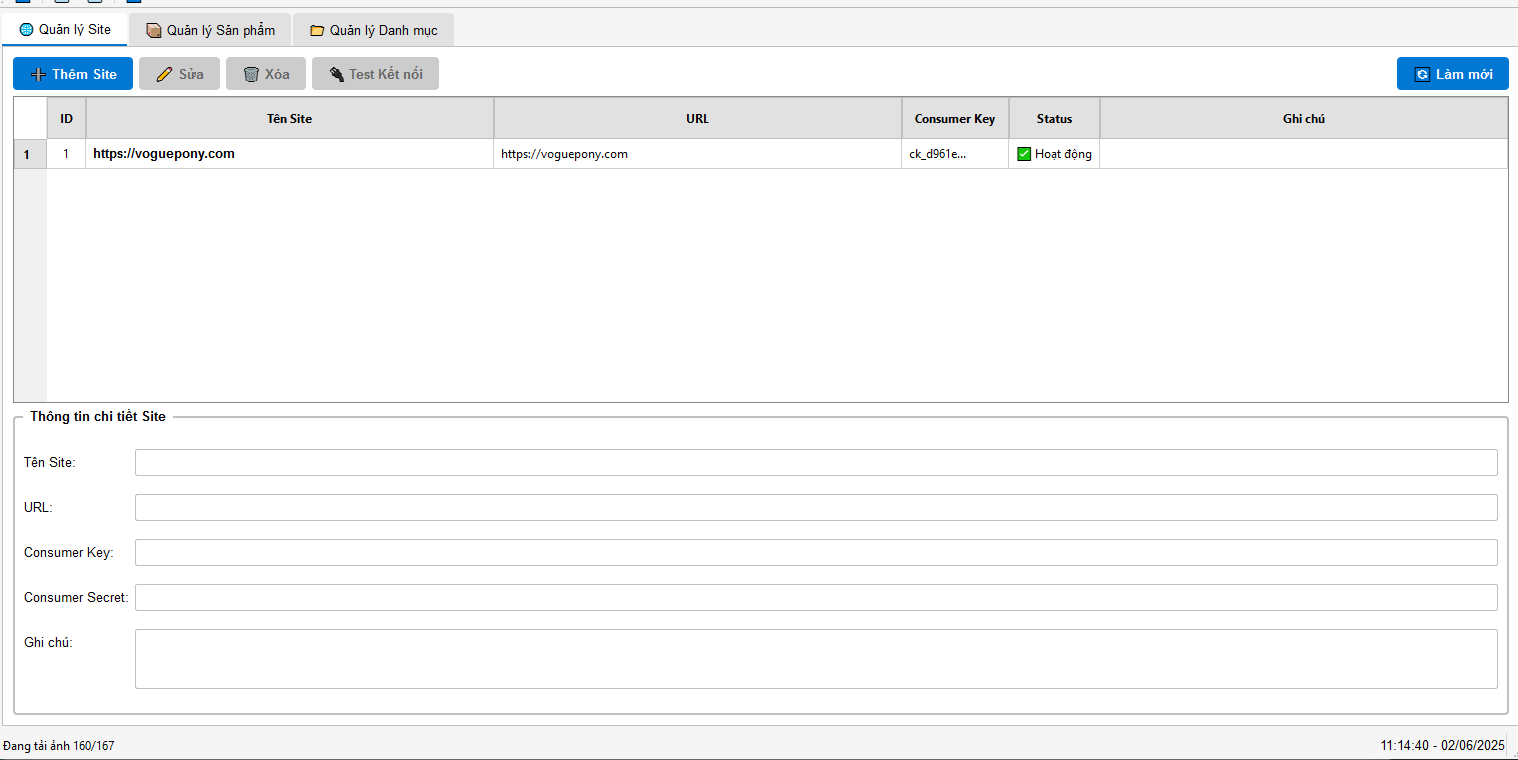 Quản lý Site Quản lý Sản phẩm Quản lý Danh mục
Thêm Site Sửa Xóa Test Kết nối Làm mới
ID Tên Site URL Consumer Key Status Ghi chú
1 1 https://voguepony.com https://voguepony.com ck_d961e... Hoạt động
Thông tin chi tiết Site
Tên Site:
URL:
Consumer Key:
Consumer Secret:
Ghi chú:
Đang tải ảnh 160/167 11:14:40 - 02/06/2025